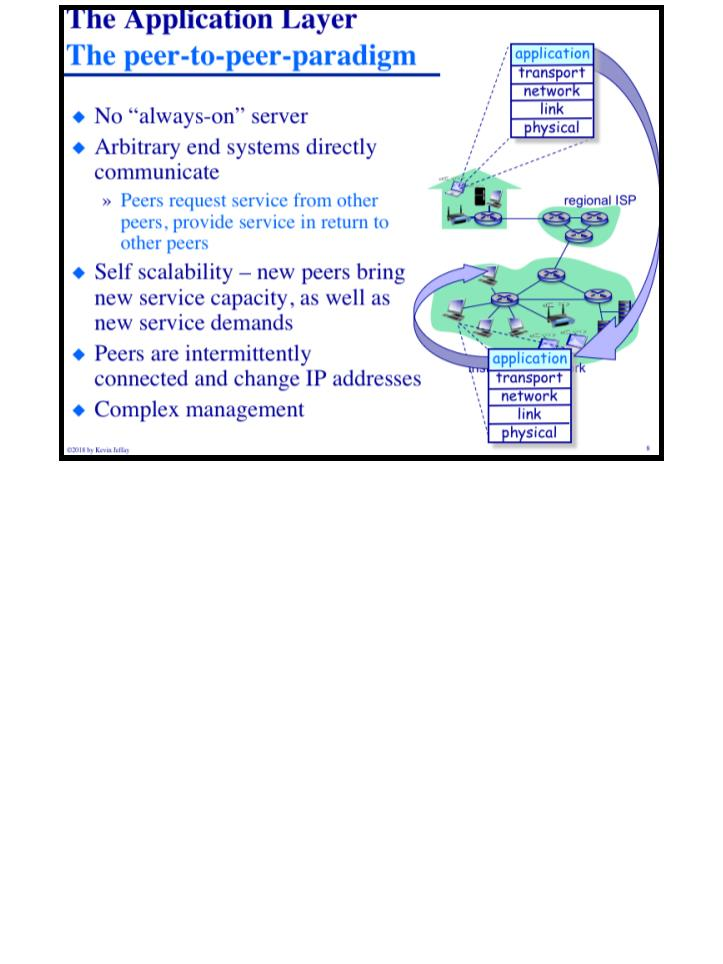 The Application Layer
The peer-to-peer-paradigm
◆ No “always-on” server
◆ Arbitrary end systems directly
communicate
» Peers request service from other
peers, provide service in return to
other peers
◆ Self scalability – new peers bring
new service capacity, as well as
new service demands
◆ Peers are intermittently
connected and change IP addresses
◆ Complex management
application
transport
network
link
physical
regional ISP
application
transport
network
link
physical
©2018 by Kevin Jeffay
8